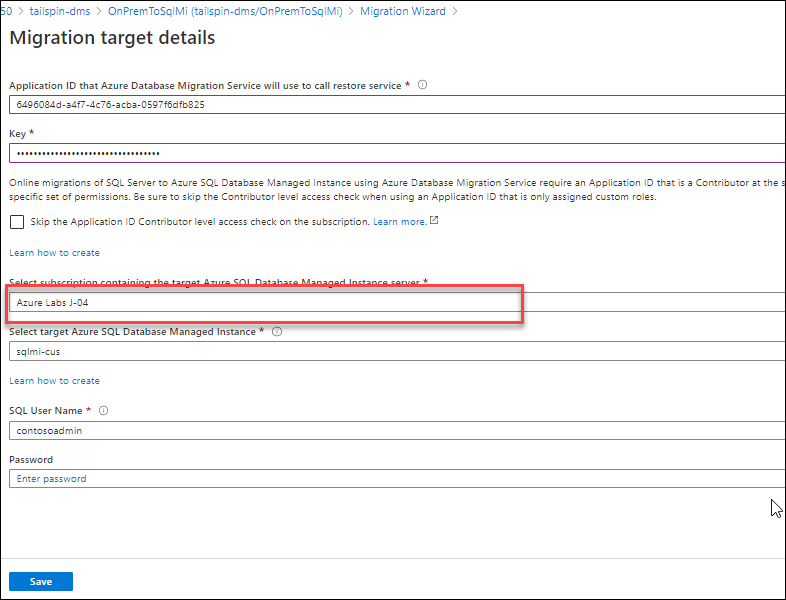 50 > tailspin-dms > OnPremToSqlMi (tailspin-dms/OnPremToSqlMi) > Migration Wizard >
Migration target details
Application ID that Azure Database Migration Service will use to call restore service *
6496084d-a4f7-4c76-acba-0597f6dfb825
Key *
••••••••••••••••••••••••••••••••••
Online migrations of SQL Server to Azure SQL Database Managed Instance using Azure Database Migration Service require an Application ID that is a Contributor at the s
specific set of permissions. Be sure to skip the Contributor level access check when using an Application ID that is only assigned custom roles.
Skip the Application ID Contributor level access check on the subscription. Learn more.
Learn how to create
Select subscription containing the target Azure SQL Database Managed Instance server *
Azure Labs J-04
Select target Azure SQL Database Managed Instance *
sqlmi-cus
Learn how to create
SQL User Name *
contosoadmin
Password
Enter password
Save